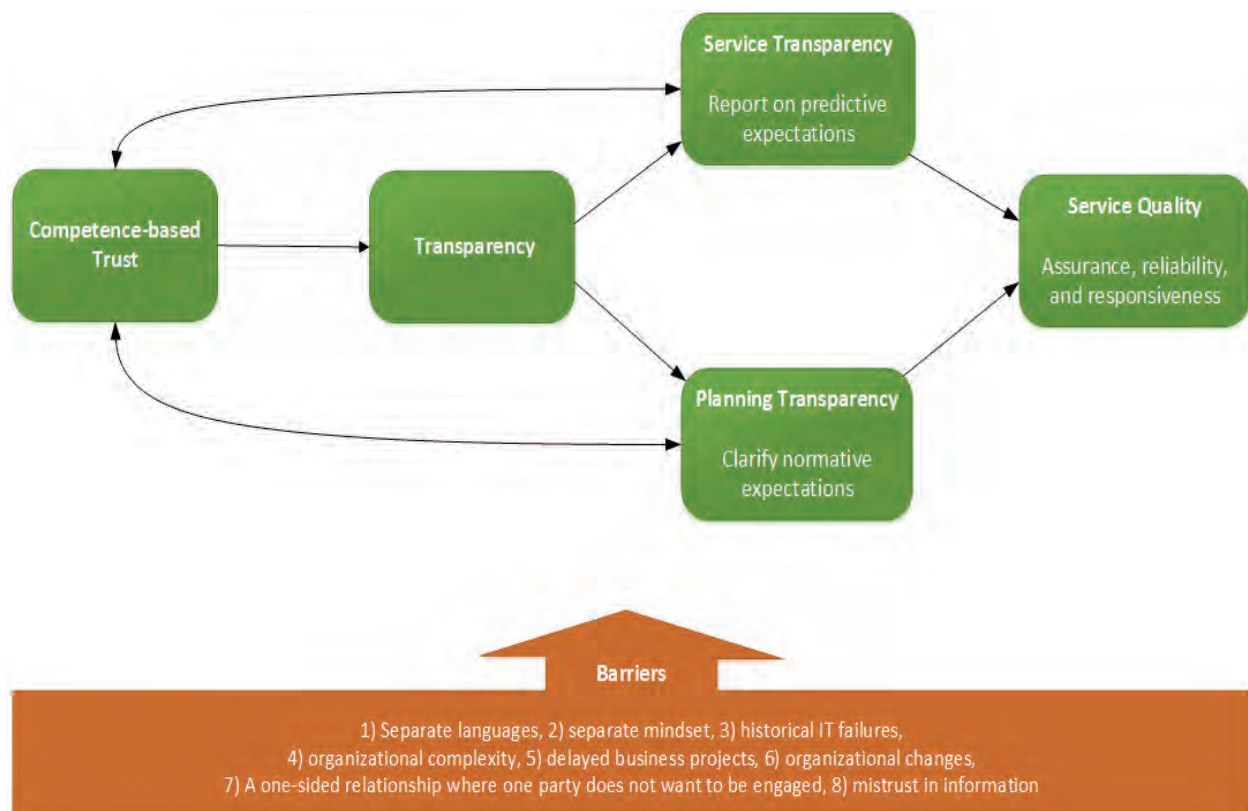 Service Transparency
Report on predictive
expectations
Competence-based
Trust
Transparency
Service Quality
Assurance, reliability,
and responsiveness
Planning Transparency
Clarify normative
expectations
Barriers
1) Separate languages, 2) separate mindset, 3) historical IT failures,
4) organizational complexity, 5) delayed business projects, 6) organizational changes,
7) A one-sided relationship where one party does not want to be engaged, 8) mistrust in information